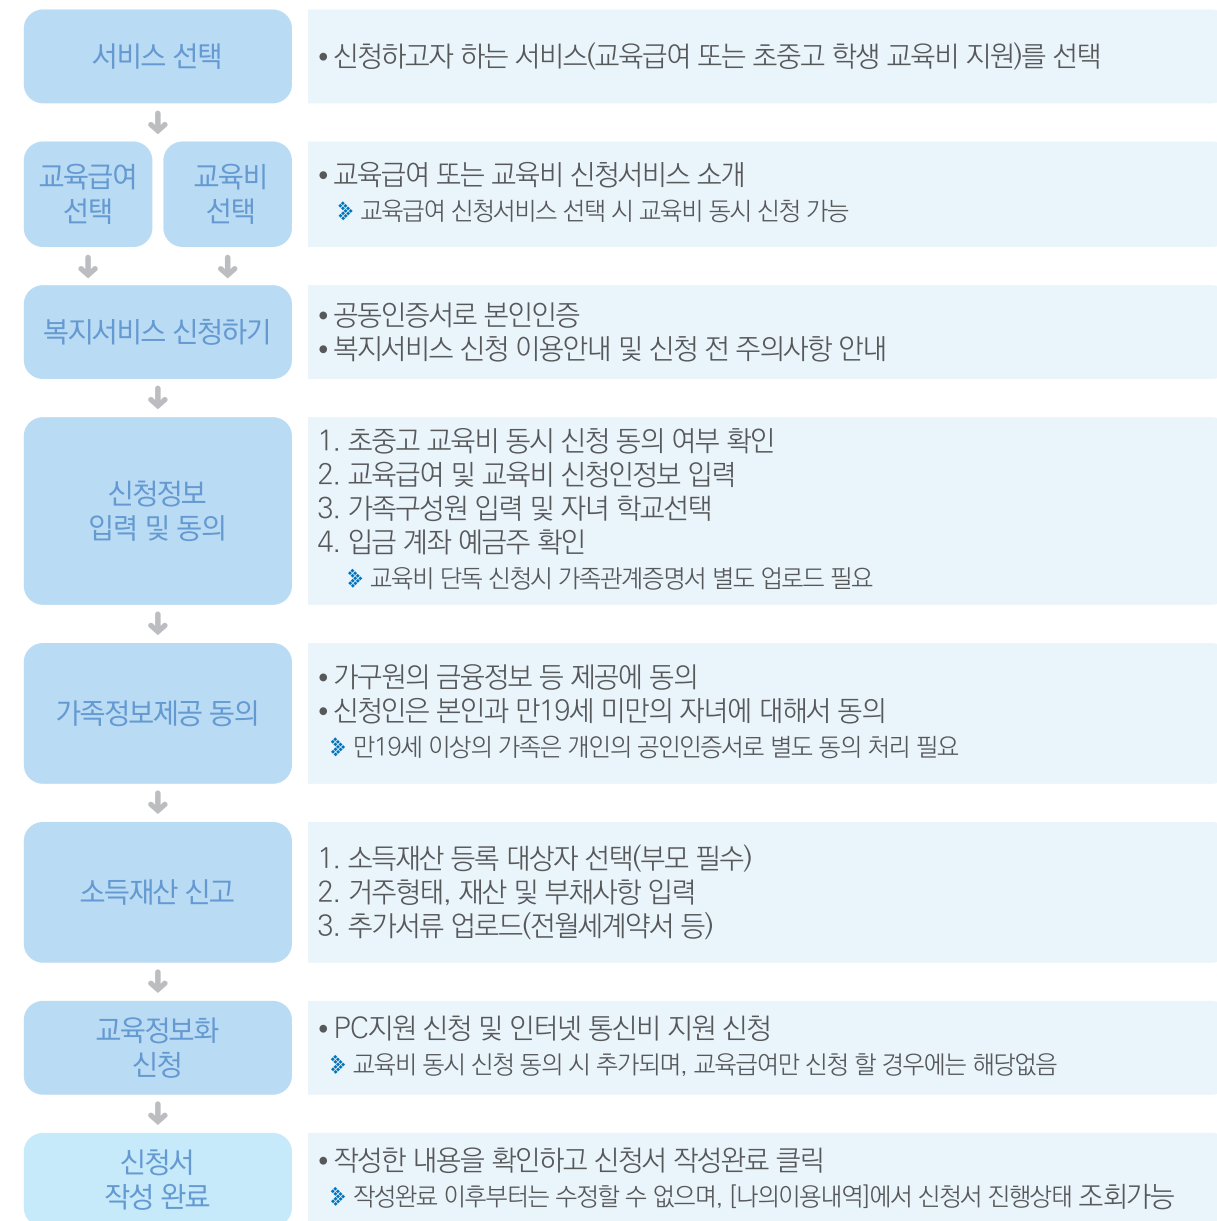 서비스 선택
• 신청하고자 하는 서비스(교육급여 또는 초중고 학생 교육비 지원)를 선택
교육급여
선택
교육비
선택
• 교육급여 또는 교육비 신청서비스 소개
교육급여 신청서비스 선택 시 교육비 동시 신청 가능
복지서비스 신청하기
• 공동인증서로 본인인증
• 복지서비스 신청 이용안내 및 신청 전 주의사항 안내
신청정보
입력 및 동의
1. 초중고 교육비 동시 신청 동의 여부 확인
2. 교육급여 및 교육비 신청인정보 입력
3. 가족구성원 입력 및 자녀 학교선택
4. 입금 계좌 예금주 확인
교육비 단독 신청시 가족관계증명서 별도 업로드 필요
가족정보제공 동의
• 가구원의 금융정보 등 제공에 동의
• 신청인은 본인과 만19세 미만의 자녀에 대해서 동의
만19세 이상의 가족은 개인의 공인인증서로 별도 동의 처리 필요
소득재산 신고
1. 소득재산 등록 대상자 선택(부모 필수)
2. 거주형태, 재산 및 부채사항 입력
3. 추가서류 업로드(전월세계약서 등)
교육정보화
신청
• PC지원 신청 및 인터넷 통신비 지원 신청
교육비 동시 신청 동의 시 추가되며, 교육급여만 신청 할 경우에는 해당없음
신청서
작성 완료
• 작성한 내용을 확인하고 신청서 작성완료 클릭
작성완료 이후부터는 수정할 수 없으며, [나의이용내역]에서 신청서 진행상태 조회가능